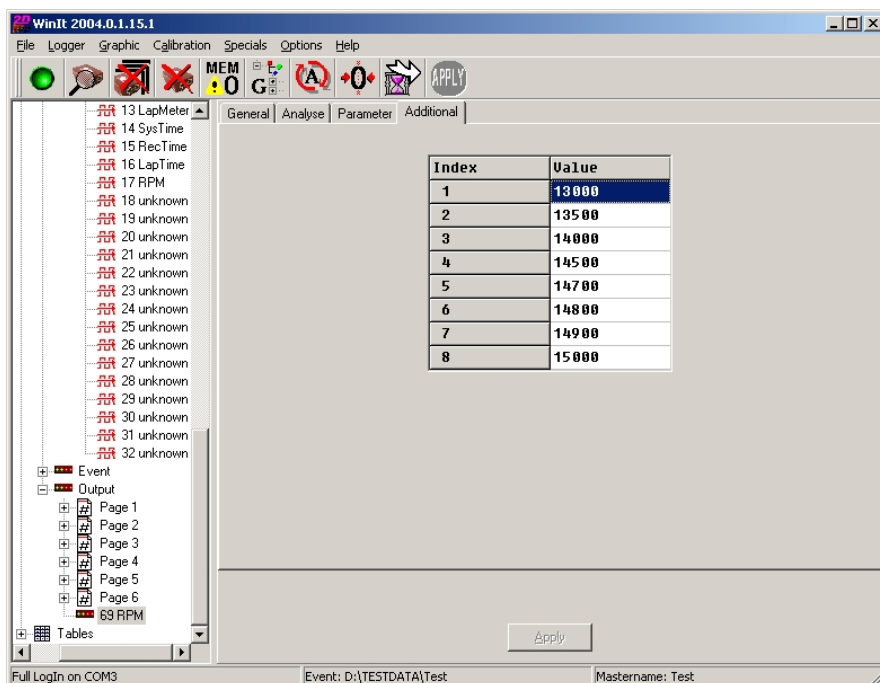 2D WinIt 2004.0.1.15.1
File Logger Graphic Calibration Specials Options Help
MEM 0 G A 0 APPLY
13 LapMeter
14 SysTime
15 RecTime
16 LapTime
17 RPM
18 unknown
19 unknown
20 unknown
21 unknown
22 unknown
23 unknown
24 unknown
25 unknown
26 unknown
27 unknown
28 unknown
29 unknown
30 unknown
31 unknown
32 unknown
Event
Output
# Page 1
# Page 2
# Page 3
# Page 4
# Page 5
# Page 6
69 RPM
Tables
General Analyse Parameter Additional
Index Value
1 13000
2 13500
3 14000
4 14500
5 14700
6 14800
7 14900
8 15000
Apply
Full LogIn on COM3 Event: D:\TESTDATA\Test Mastername: Test